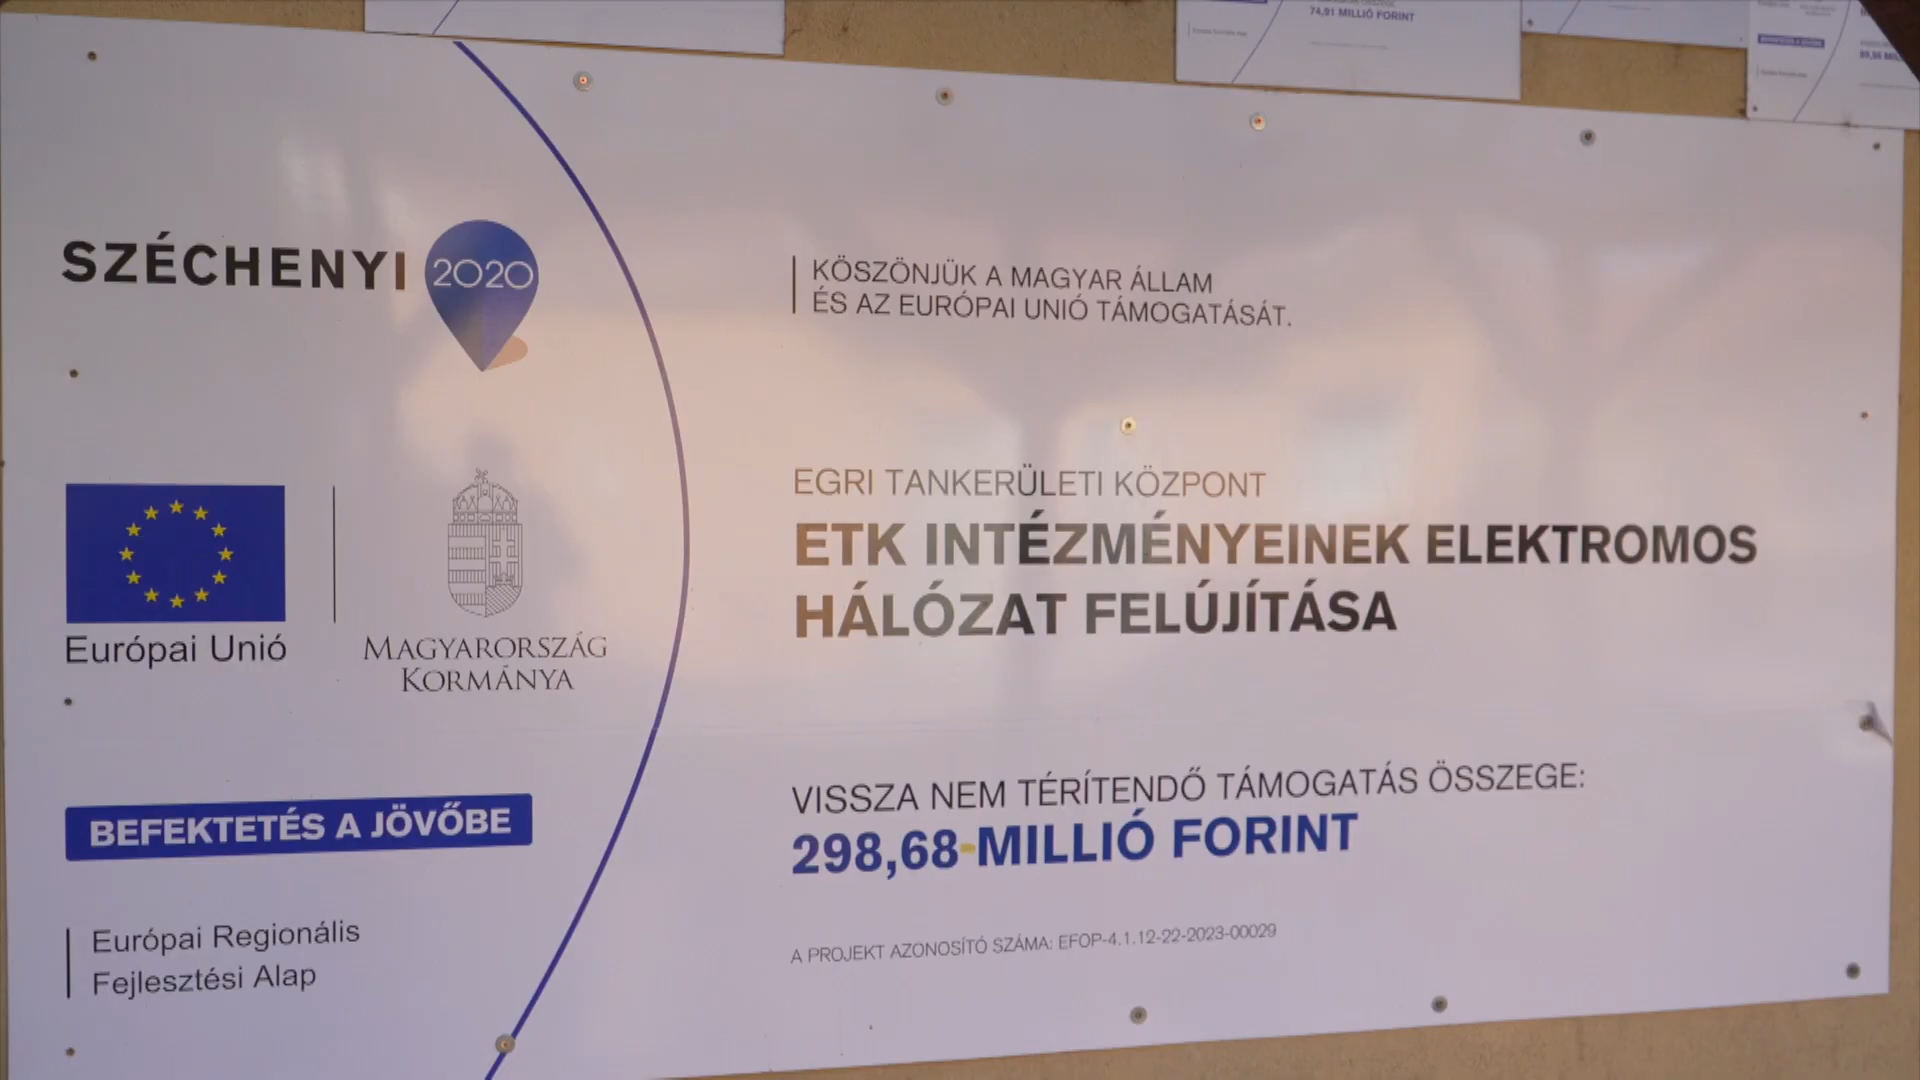 74,91 MILLIÓ FORINT
BEFEKTETÉS A JÖVŐBE
SZÉCHENYI 2020
KÖSZÖNJÜK A MAGYAR ÁLLAM
ÉS AZ EURÓPAI UNIÓ TÁMOGATÁSÁT.
EGRI TANKERÜLETI KÖZPONT
ETK INTÉZMÉNYEINEK ELEKTROMOS
HÁLÓZAT FELÚJÍTÁSA
Európai Unió
MAGYARORSZÁG
KORMÁNYA
VISSZA NEM TÉRÍTENDŐ TÁMOGATÁS ÖSSZEGE:
298,68 MILLIÓ FORINT
BEFEKTETÉS A JÖVŐBE
Európai Regionális
Fejlesztési Alap
A PROJEKT AZONOSÍTÓ SZÁMA: EFOP-4.1.12-22-2023-00029